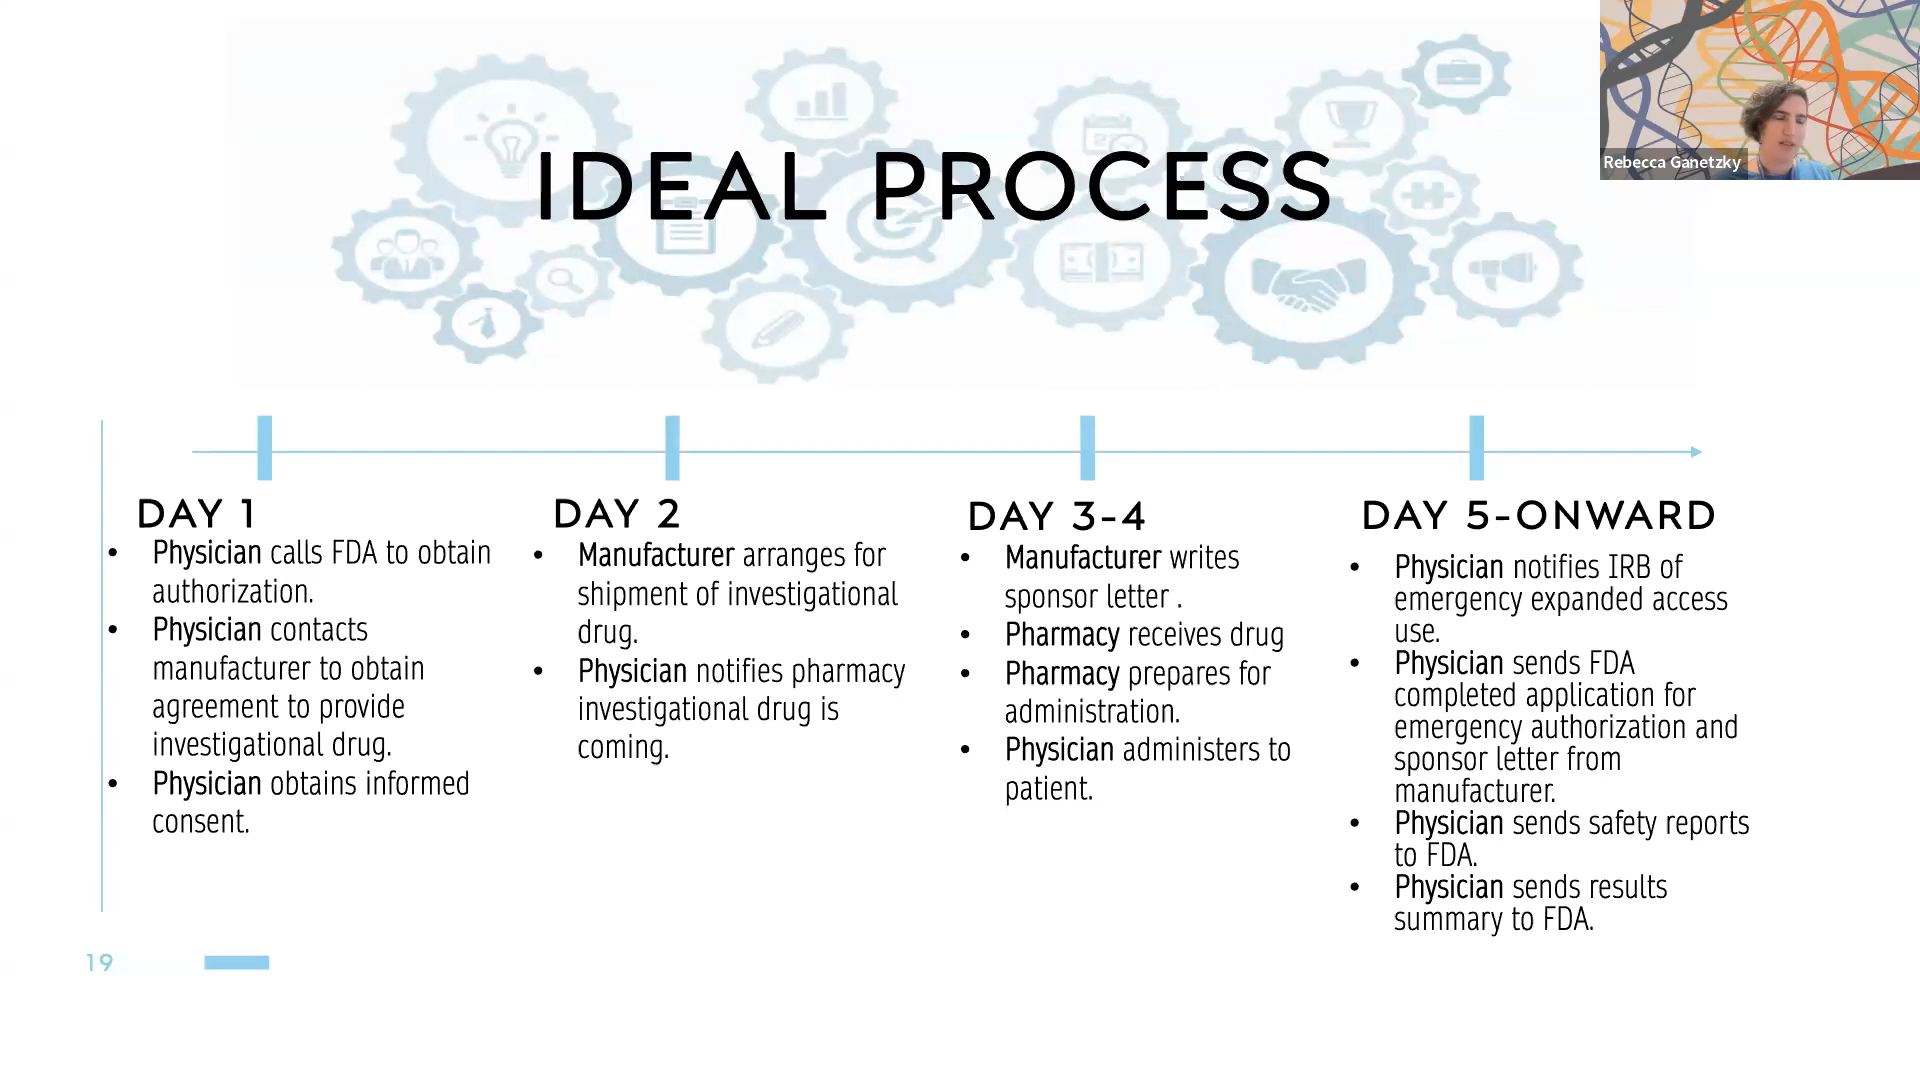 IDEAL PROCESS
Rebecca Ganetzky
DAY 1
• Physician calls FDA to obtain
authorization.
• Physician contacts
manufacturer to obtain
agreement to provide
investigational drug.
• Physician obtains informed
consent.
DAY 2
• Manufacturer arranges for
shipment of investigational
drug.
• Physician notifies pharmacy
investigational drug is
coming.
DAY 3-4
• Manufacturer writes
sponsor letter .
• Pharmacy receives drug
• Pharmacy prepares for
administration.
• Physician administers to
patient.
DAY 5-ONWARD
• Physician notifies IRB of
emergency expanded access
use.
• Physician sends FDA
completed application for
emergency authorization and
sponsor letter from
manufacturer.
• Physician sends safety reports
to FDA.
• Physician sends results
summary to FDA.
19